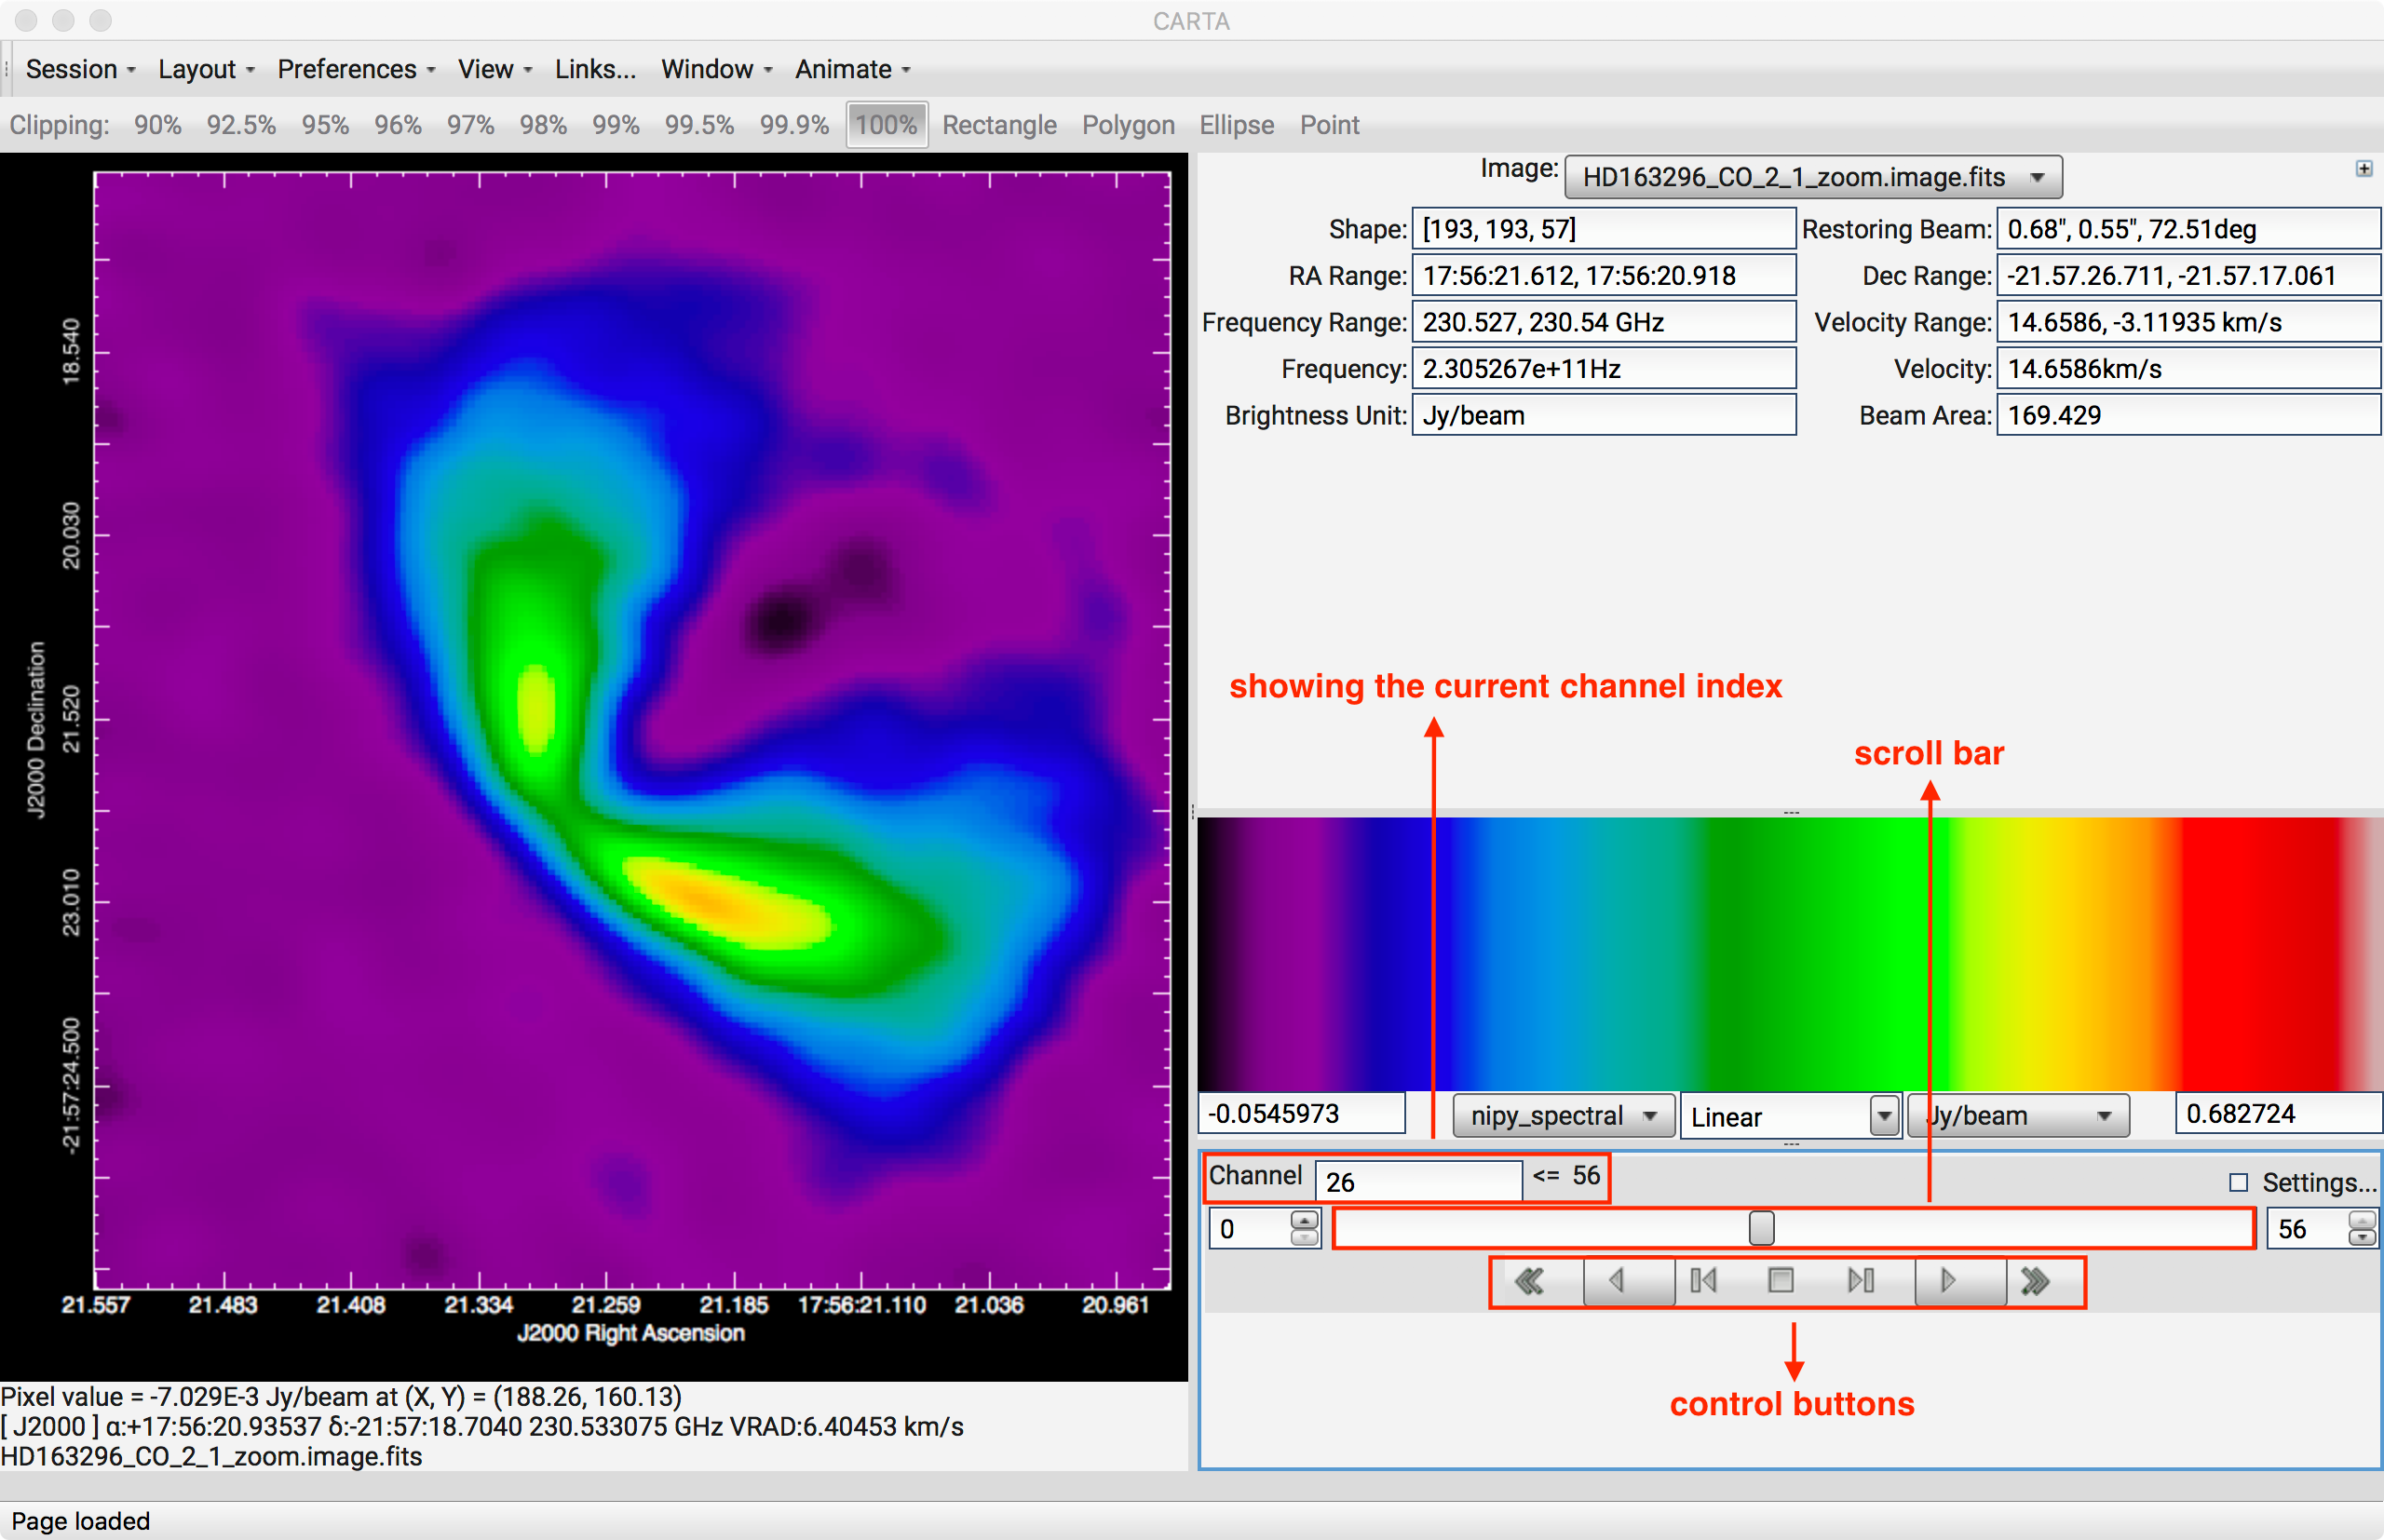 CARTA
Session Layout Preferences View Links... Window Animate
Clipping: 90% 92.5% 95% 96% 97% 98% 99% 99.5% 99.9% 100% Rectangle Polygon Ellipse Point
Image: HD163296_CO_2_1_zoom.image.fits
Shape: [193, 193, 57] Restoring Beam: 0.68", 0.55", 72.51deg
RA Range: 17:56:21.612, 17:56:20.918 Dec Range: -21.57.26.711, -21.57.17.061
Frequency Range: 230.527, 230.54 GHz Velocity Range: 14.6586, -3.11935 km/s
Frequency: 2.305267e+11Hz Velocity: 14.6586km/s
Brightness Unit: Jy/beam Beam Area: 169.429
18.540
20.030
21.520
23.010
-21:57:24.500
J2000 Declination
21.557 21.483 21.408 21.334 21.259 21.185 17:56:21.110 21.036 20.961
J2000 Right Ascension
showing the current channel index
scroll bar
-0.0545973 nipy_spectral Linear Jy/beam 0.682724
Channel 26 <= 56 Settings...
0 56
control buttons
Pixel value = -7.029E-3 Jy/beam at (X, Y) = (188.26, 160.13)
[ J2000 ] α:+17:56:20.93537 δ:-21:57:18.7040 230.533075 GHz VRAD:6.40453 km/s
HD163296_CO_2_1_zoom.image.fits
Page loaded